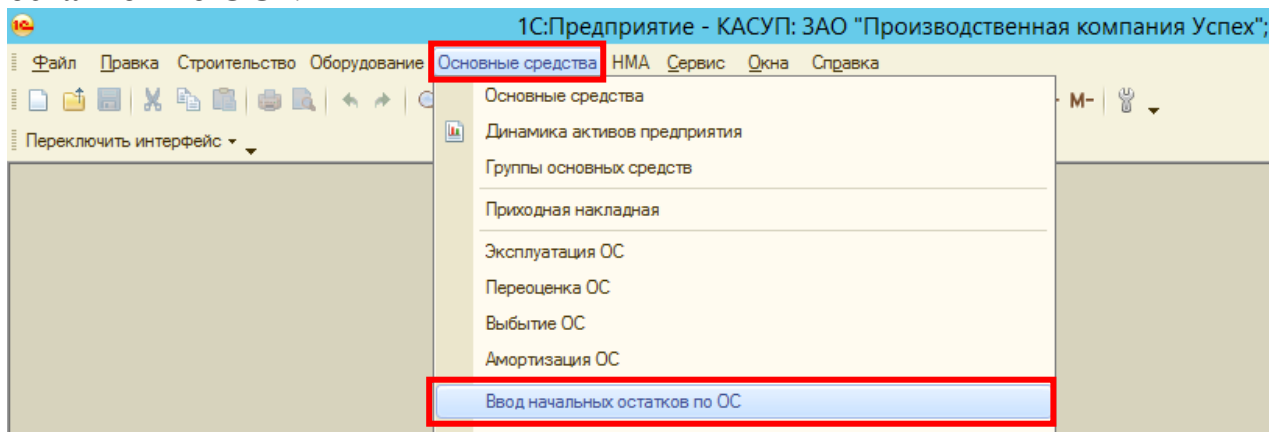 1С:Предприятие - КАСУП: ЗАО "Производственная компания Успех";
Файл Правка Строительство Оборудование Основные средства НМА Сервис Окна Справка
M-
Переключить интерфейс
Основные средства
Динамика активов предприятия
Группы основных средств
Приходная накладная
Эксплуатация ОС
Переоценка ОС
Выбытие ОС
Амортизация ОС
Ввод начальных остатков по ОС